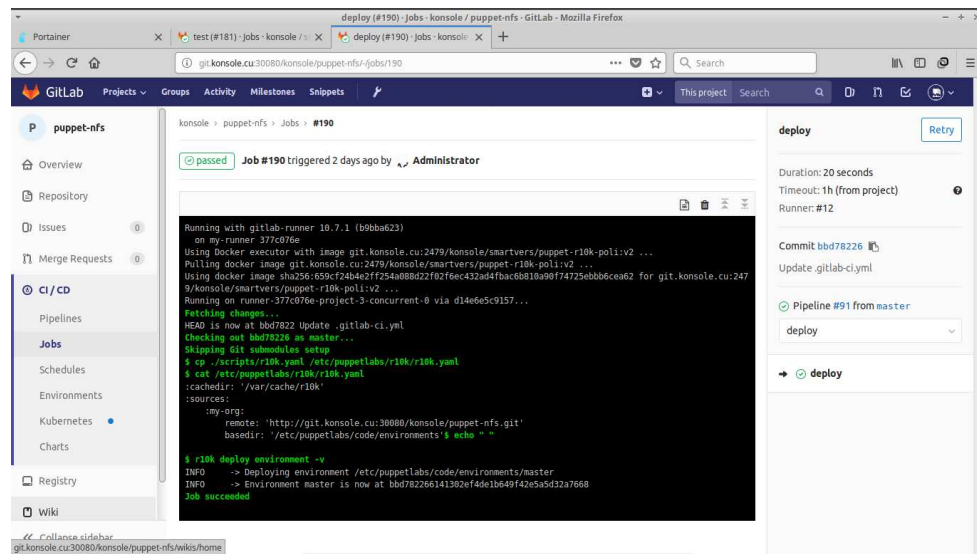 deploy (#190) · Jobs · konsole / puppet-nfs · GitLab - Mozilla Firefox
Portainer
test (#181) · Jobs · konsole / s
deploy (#190) · Jobs · konsole
git.konsole.cu:30080/konsole/puppet-nfs/-/jobs/190
Search
GitLab Projects Groups Activity Milestones Snippets This project Search
P puppet-nfs
Overview
Repository
Issues 0
Merge Requests 0
CI / CD
Pipelines
Jobs
Schedules
Environments
Kubernetes
Charts
Registry
Wiki
Collapse sidebar
git.konsole.cu:30080/konsole/puppet-nfs/wikis/home
konsole > puppet-nfs > Jobs > #190
passed Job #190 triggered 2 days ago by Administrator
Running with gitlab-runner 10.7.1 (b9bba623)
on my-runner 377c076e
Using Docker executor with image git.konsole.cu:2479/konsole/smartvers/puppet-r10k-poli:v2 ...
Pulling docker image git.konsole.cu:2479/konsole/smartvers/puppet-r10k-poli:v2 ...
Using docker image sha256:659cf24b4e2ff254a088d22f02f6ec432ad4fbac6b810a90f74725ebbb6cea62 for git.konsole.cu:247
9/konsole/smartvers/puppet-r10k-poli:v2 ...
Running on runner-377c076e-project-3-concurrent-0 via d14e6e5c9157...
Fetching changes...
HEAD is now at bbd7822 Update .gitlab-ci.yml
Checking out bbd78226 as master...
Skipping Git submodules setup
$ cp ./scripts/r10k.yaml /etc/puppetlabs/r10k/r10k.yaml
$ cat /etc/puppetlabs/r10k/r10k.yaml
:cachedir: '/var/cache/r10k'
:sources:
:my-org:
remote: 'http://git.konsole.cu:30080/konsole/puppet-nfs.git'
basedir: '/etc/puppetlabs/code/environments'$ echo " "
$ r10k deploy environment -v
INFO -> Deploying environment /etc/puppetlabs/code/environments/master
INFO -> Environment master is now at bbd782266141302ef4de1b649f42e5a5d32a7668
Job succeeded
deploy Retry
Duration: 20 seconds
Timeout: 1h (from project)
Runner: #12
Commit bbd78226
Update .gitlab-ci.yml
Pipeline #91 from master
deploy
deploy